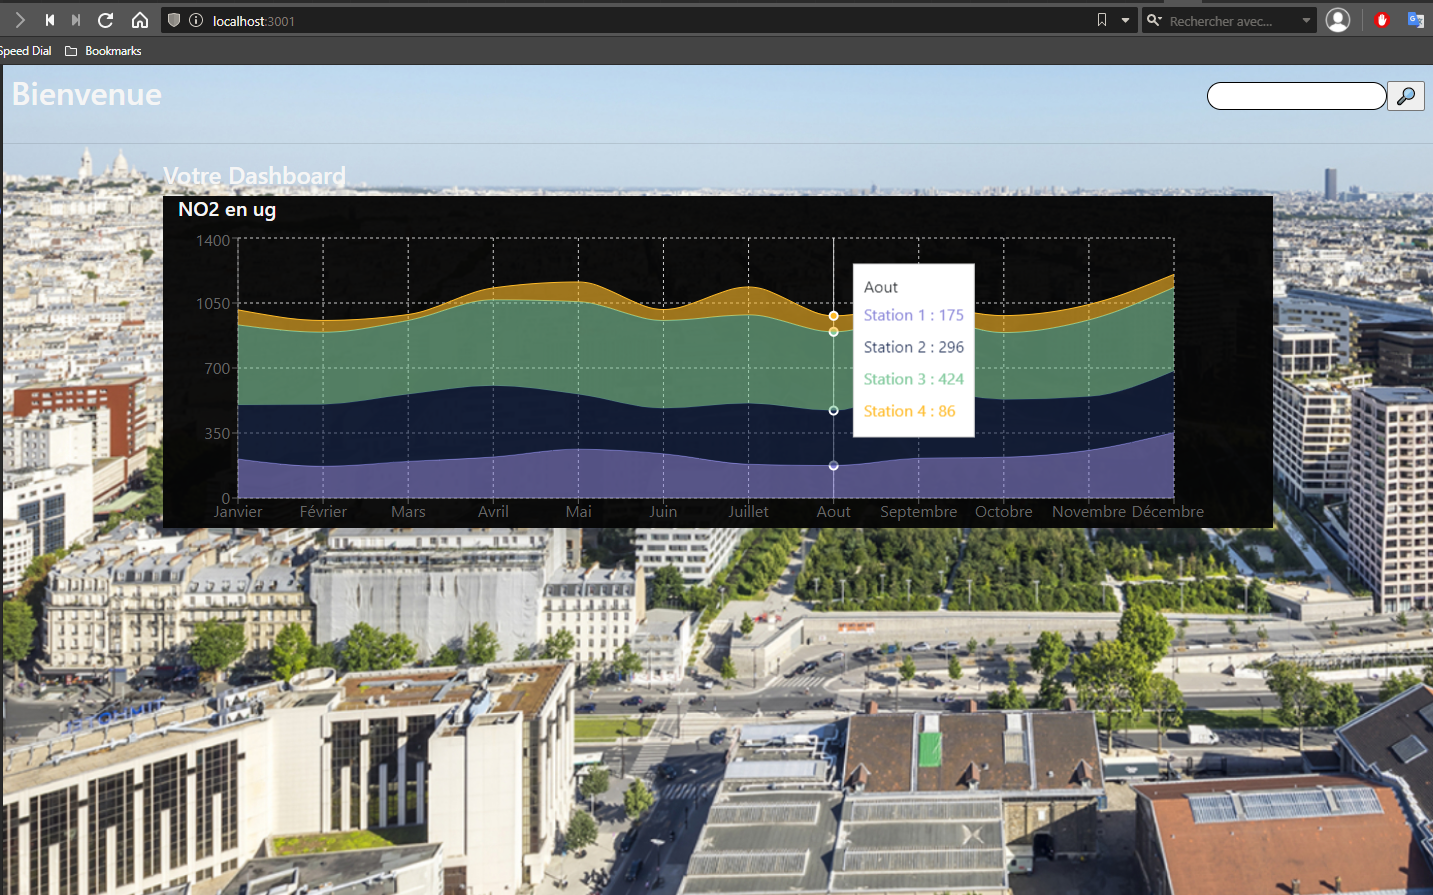 localhost:3001
Rechercher avec...
Speed Dial
Bookmarks
Bienvenue
Votre Dashboard
NO2 en ug
1400
1050
700
350
0
Aout
Station 1 : 175
Station 2 : 296
Station 3 : 424
Station 4 : 86
Janvier Février Mars Avril Mai Juin Juillet Aout Septembre Octobre Novembre Décembre